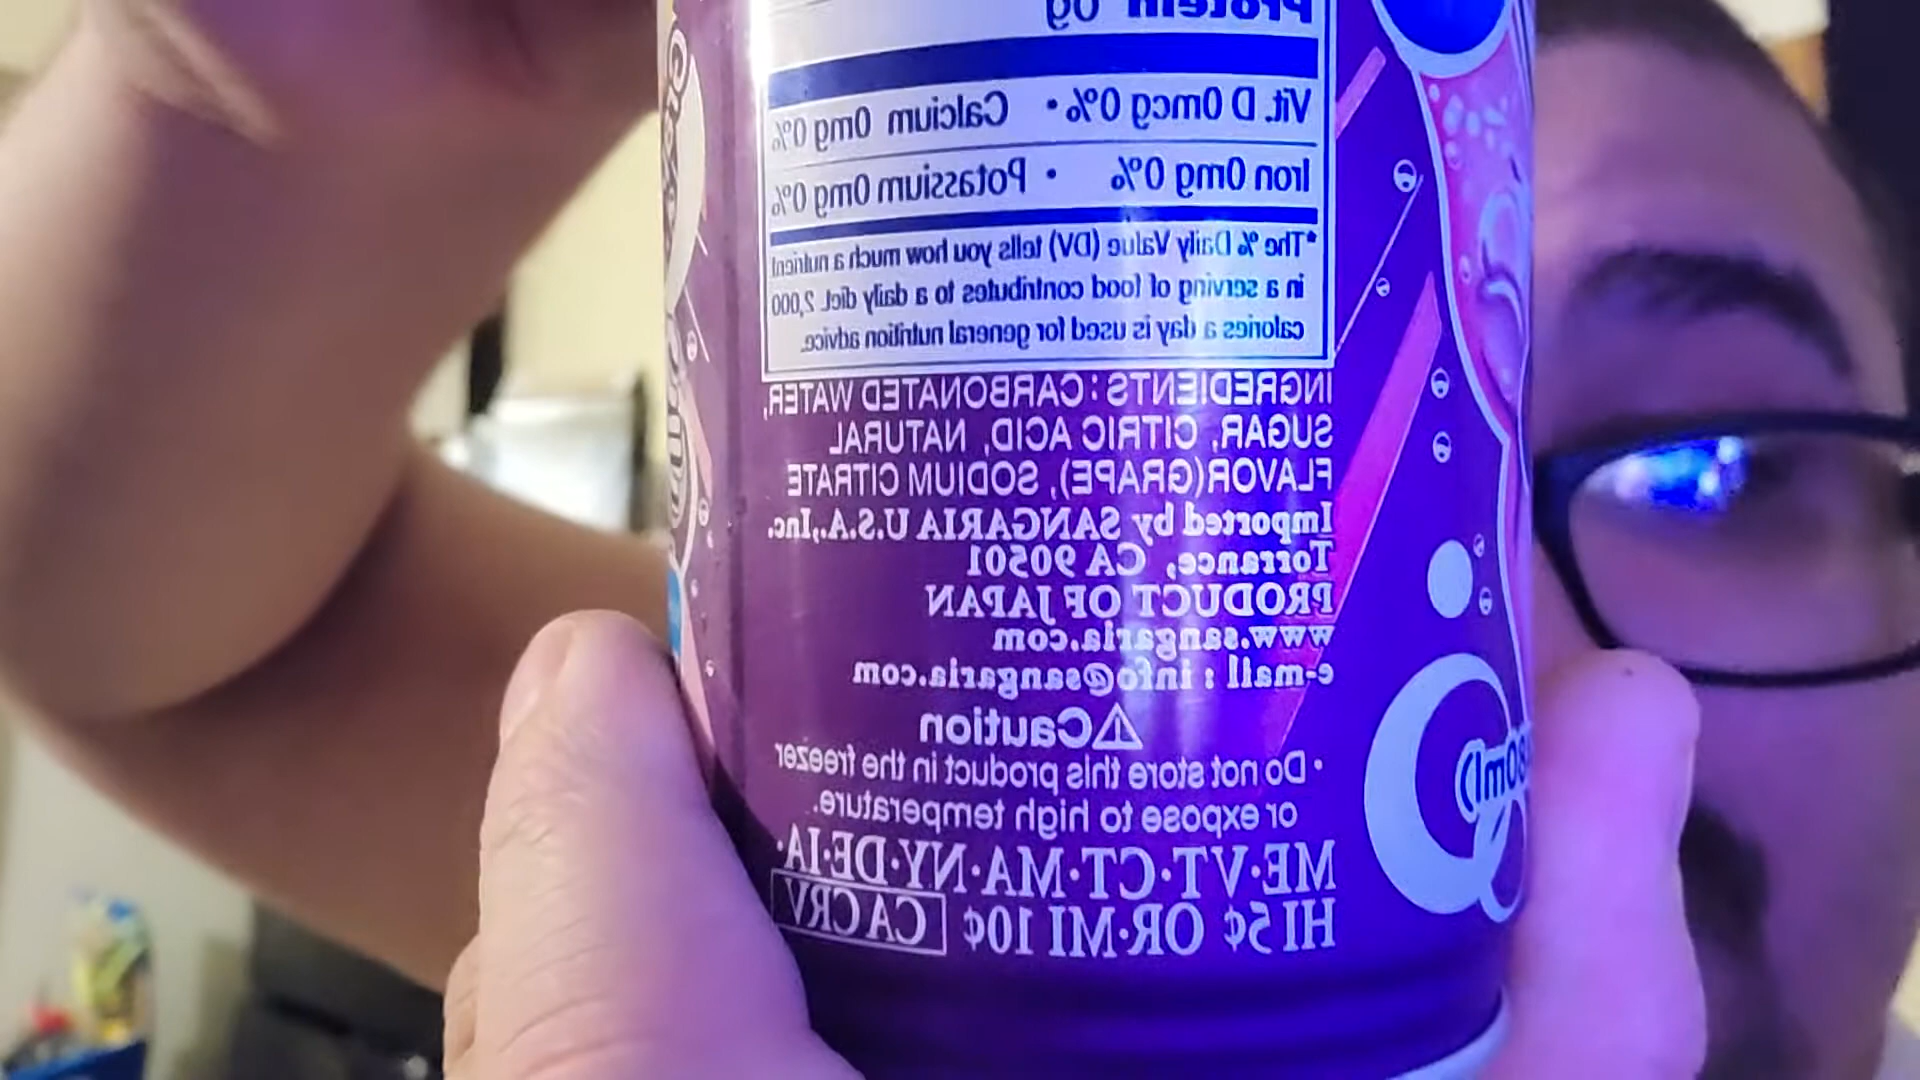 Protein 0g
Vit. D 0mcg 0% • Calcium 0mg 0%
Iron 0mg 0% • Potassium 0mg 0%
*The % Daily Value (DV) tells you how much a nutrient
in a serving of food contributes to a daily diet. 2,000
calories a day is used for general nutrition advice.
INGREDIENTS: CARBONATED WATER,
SUGAR, CITRIC ACID, NATURAL
FLAVOR(GRAPE), SODIUM CITRATE
Imported by SANGARIA U.S.A.,Inc.
Torrance, CA 90501
PRODUCT OF JAPAN
www.sangaria.com
e-mail : info@sangaria.com
⚠Caution
• Do not store this product in the freezer
or expose to high temperature.
ME•VT•CT•MA•NY•DE•IA•
HI 5¢ OR•MI 10¢ CACRV